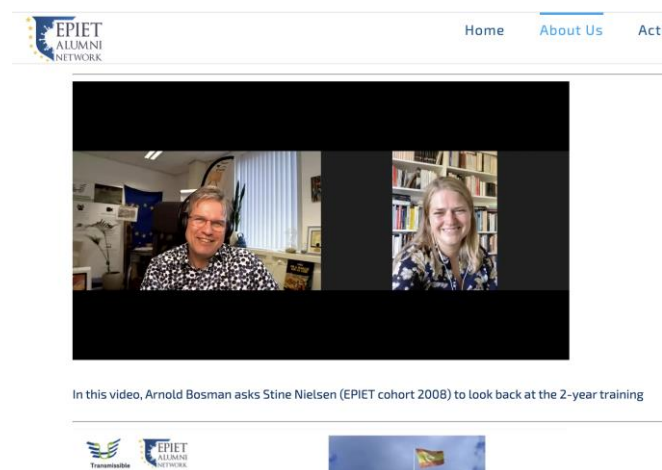 EPIET
ALUMNI
NETWORK
Home About Us Act
In this video, Arnold Bosman asks Stine Nielsen (EPIET cohort 2008) to look back at the 2-year training
Transmissible
EPIET
ALUMNI
NETWORK